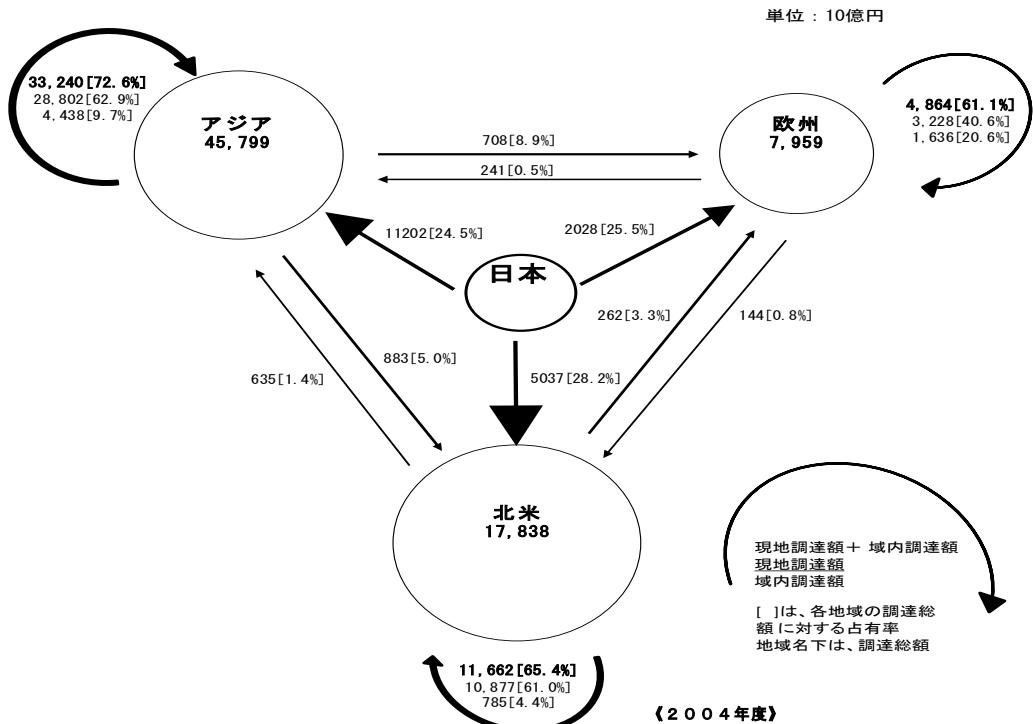 単位：10億円
33,240[72.6%]
28,802[62.9%]
4,438[9.7%]
アジア
45,799
欧州
7,959
4,864[61.1%]
3,228[40.6%]
1,636[20.6%]
708[8.9%]
241[0.5%]
11202[24.5%]
2028[25.5%]
日本
262[3.3%]
144[0.8%]
883[5.0%]
635[1.4%]
5037[28.2%]
北米
17,838
現地調達額＋ 域内調達額
現地調達額
域内調達額
[ ]は、各地域の調達総
額に対する占有率
地域名下は、調達総額
11,662[65.4%]
10,877[61.0%]
785[4.4%]
《２００４年度》